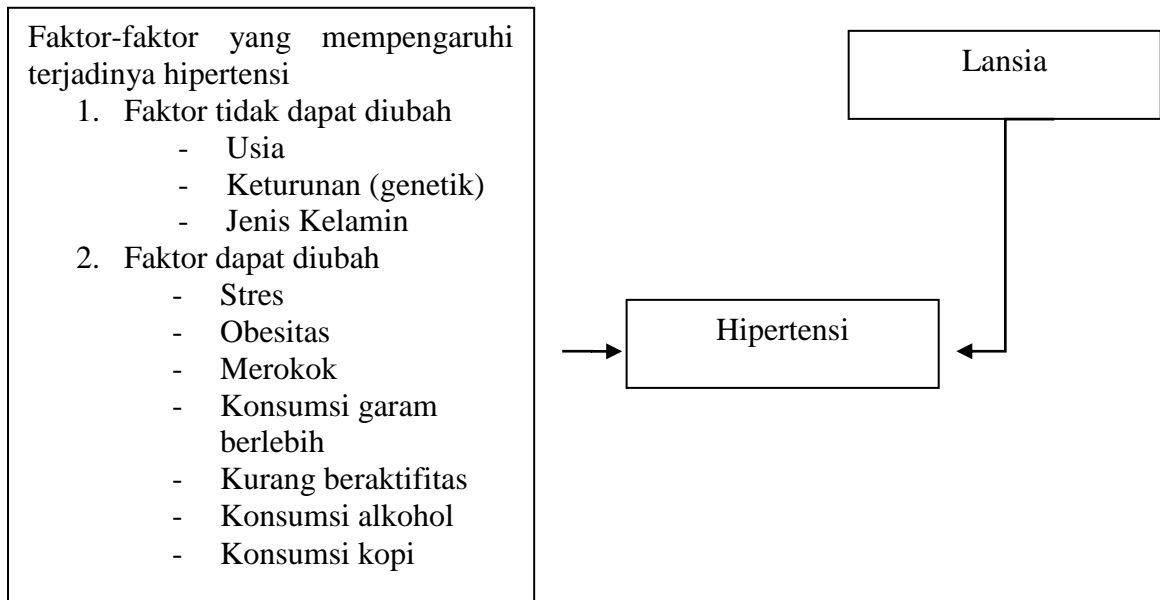 Faktor-faktor yang mempengaruhi
terjadinya hipertensi
1. Faktor tidak dapat diubah
- Usia
- Keturunan (genetik)
- Jenis Kelamin
2. Faktor dapat diubah
- Stres
- Obesitas
- Merokok
- Konsumsi garam
berlebih
- Kurang beraktifitas
- Konsumsi alkohol
- Konsumsi kopi
Lansia
Hipertensi